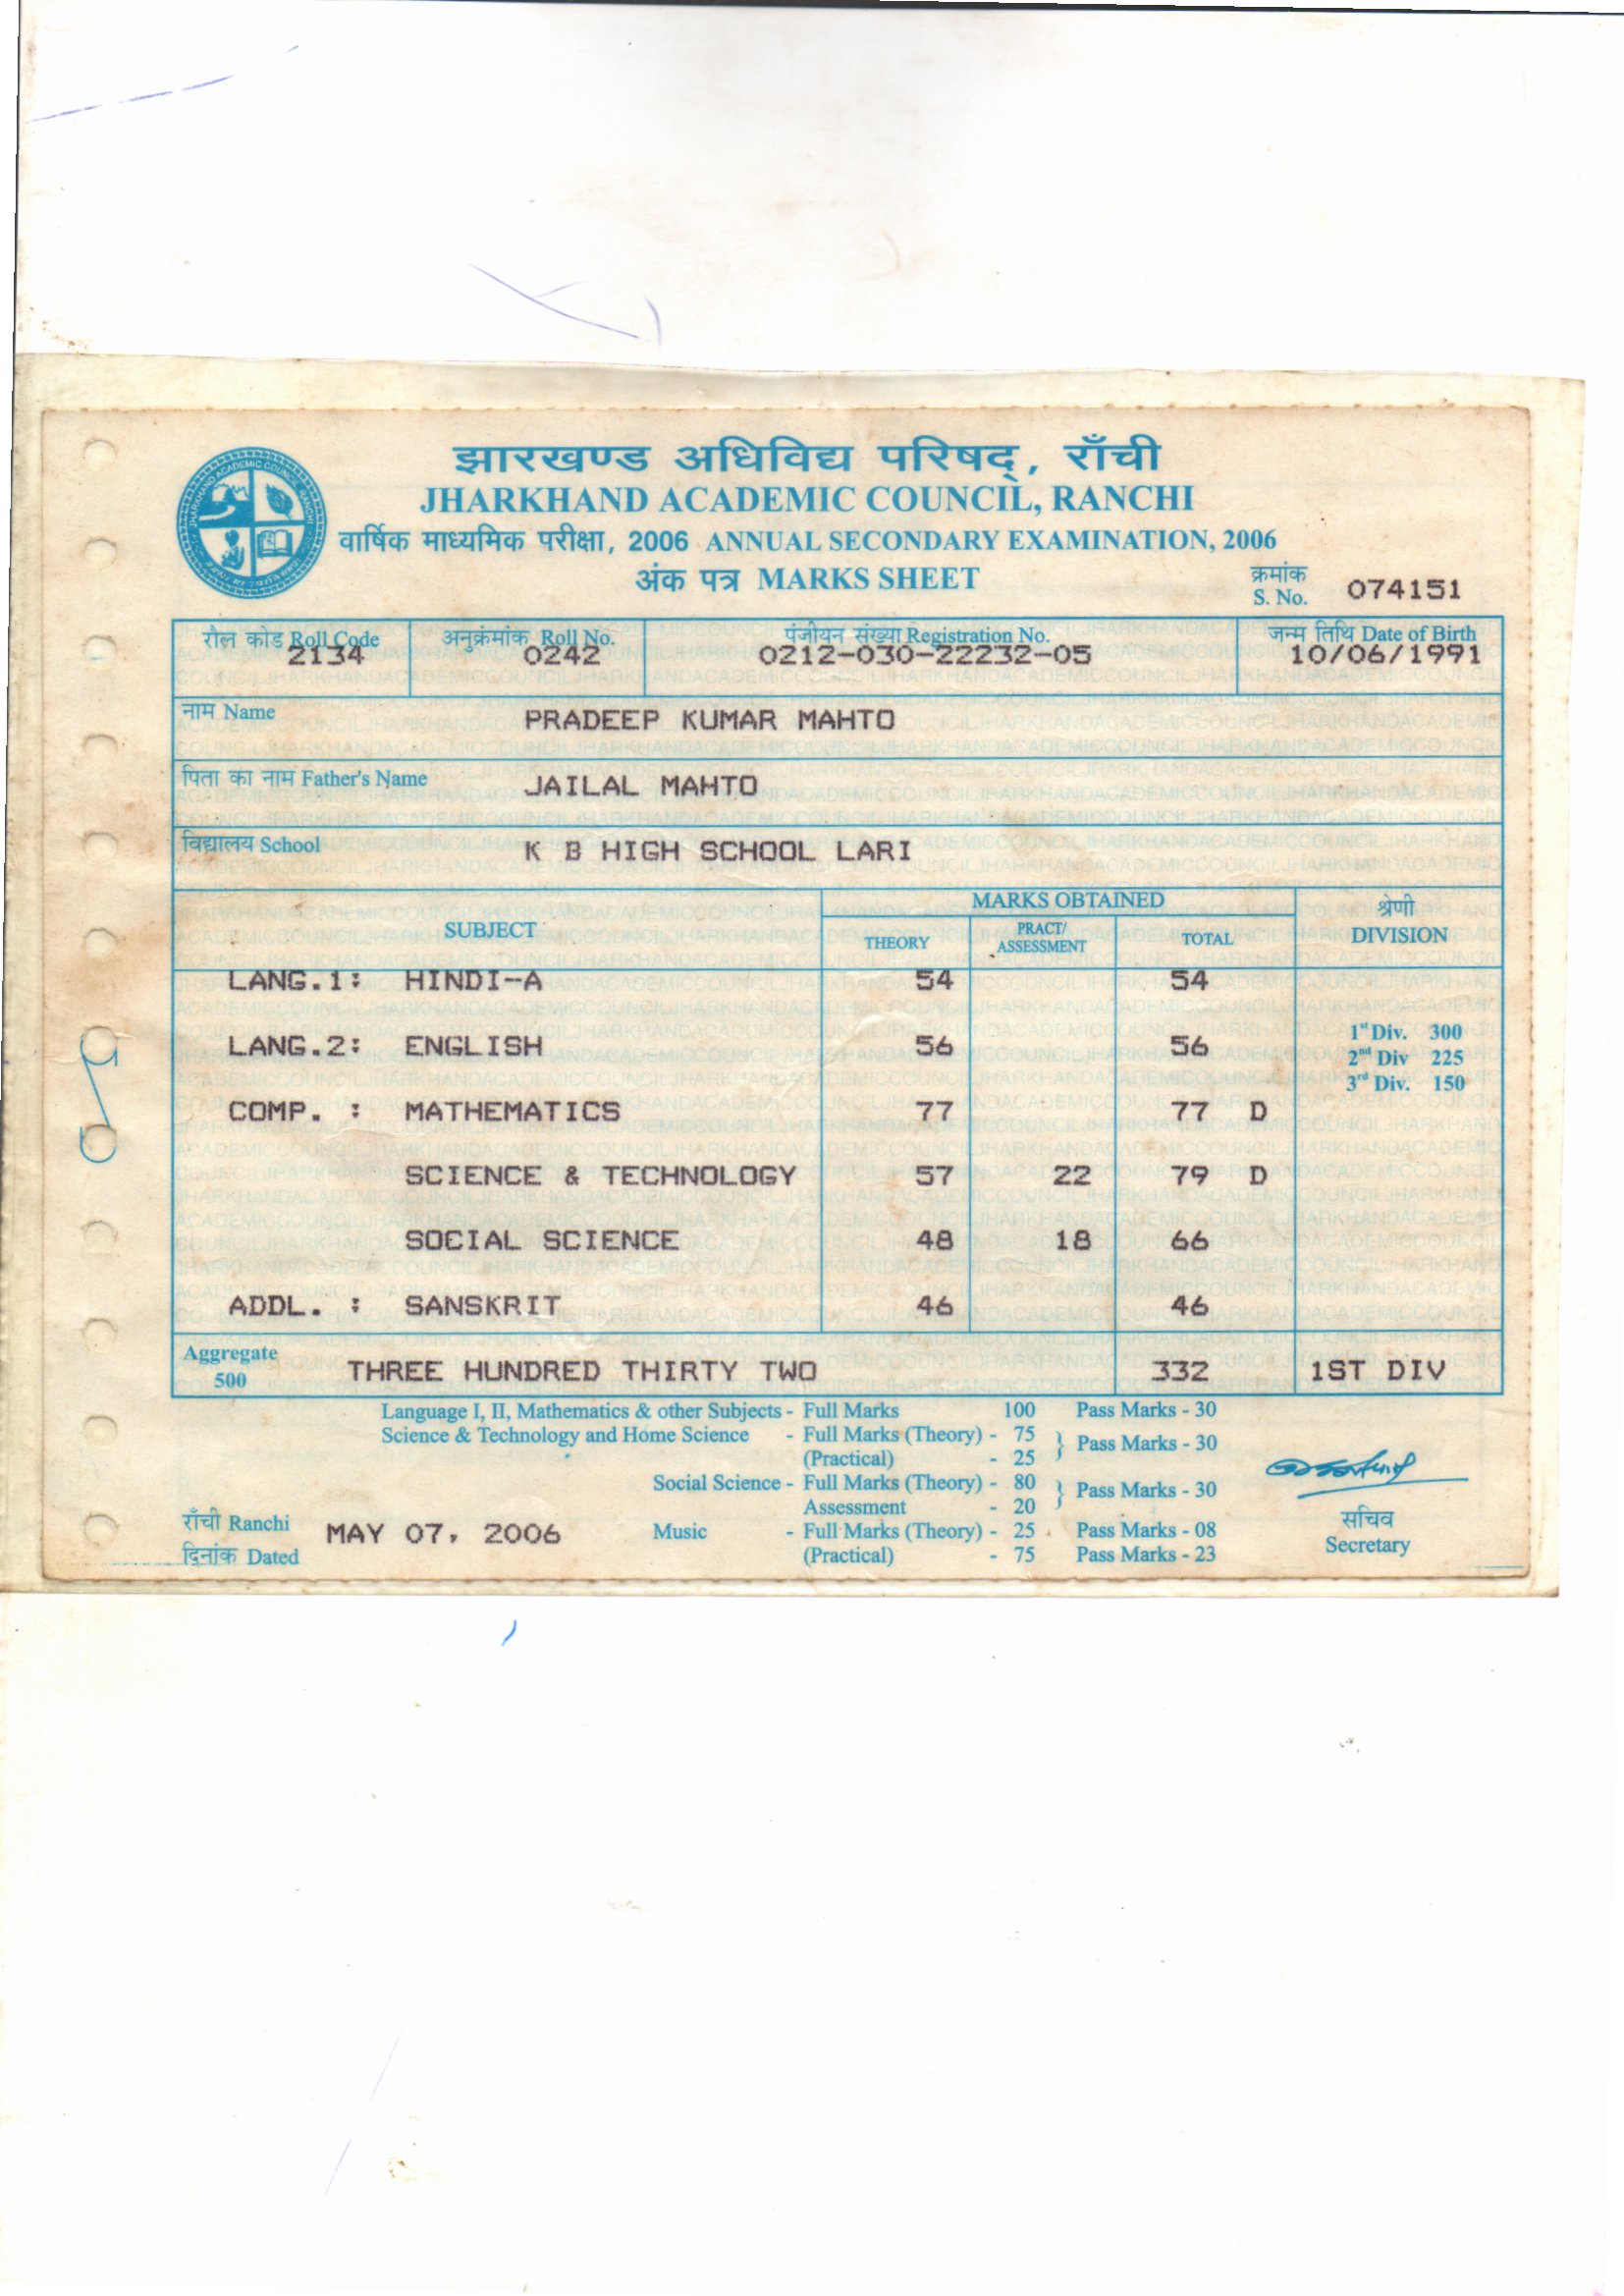 झारखण्ड अधिविद्य परिषद्, राँची
JHARKHAND ACADEMIC COUNCIL, RANCHI
वार्षिक माध्यमिक परीक्षा, 2006 ANNUAL SECONDARY EXAMINATION, 2006
अंक पत्र MARKS SHEET
क्रमांक S. No. 074151
रौल कोड Roll Code अनुक्रंमांक Roll No. पंजीयन संख्या Registration No. जन्म तिथि Date of Birth
2134 0242 0212-030-22232-05 10/06/1991
नाम Name PRADEEP KUMAR MAHTO
पिता का नाम Father's Name JAILAL MAHTO
विद्यालय School K B HIGH SCHOOL LARI
MARKS OBTAINED
SUBJECT THEORY PRACT/ ASSESSMENT TOTAL श्रेणी DIVISION
LANG.1: HINDI-A 54 54
LANG.2: ENGLISH 56 56
1st Div. 300
2nd Div 225
3rd Div. 150
COMP. : MATHEMATICS 77 77 D
SCIENCE & TECHNOLOGY 57 22 79 D
SOCIAL SCIENCE 48 18 66
ADDL. : SANSKRIT 46 46
Aggregate 500 THREE HUNDRED THIRTY TWO 332 1ST DIV
Language I, II, Mathematics & other Subjects - Full Marks 100 Pass Marks - 30
Science & Technology and Home Science - Full Marks (Theory) - 75 } Pass Marks - 30
(Practical) - 25
Social Science - Full Marks (Theory) - 80 } Pass Marks - 30
Assessment - 20
Music - Full Marks (Theory) - 25 Pass Marks - 08
(Practical) - 75 Pass Marks - 23
राँची Ranchi
दिनांक Dated MAY 07, 2006
सचिव
Secretary